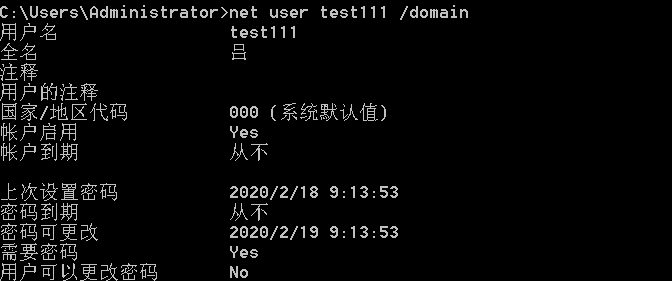 C:\Users\Administrator>net user test111 /domain
用户名 test111
全名 吕
注释
用户的注释
国家/地区代码 000 (系统默认值)
帐户启用 Yes
帐户到期 从不
上次设置密码 2020/2/18 9:13:53
密码到期 从不
密码可更改 2020/2/19 9:13:53
需要密码 Yes
用户可以更改密码 No